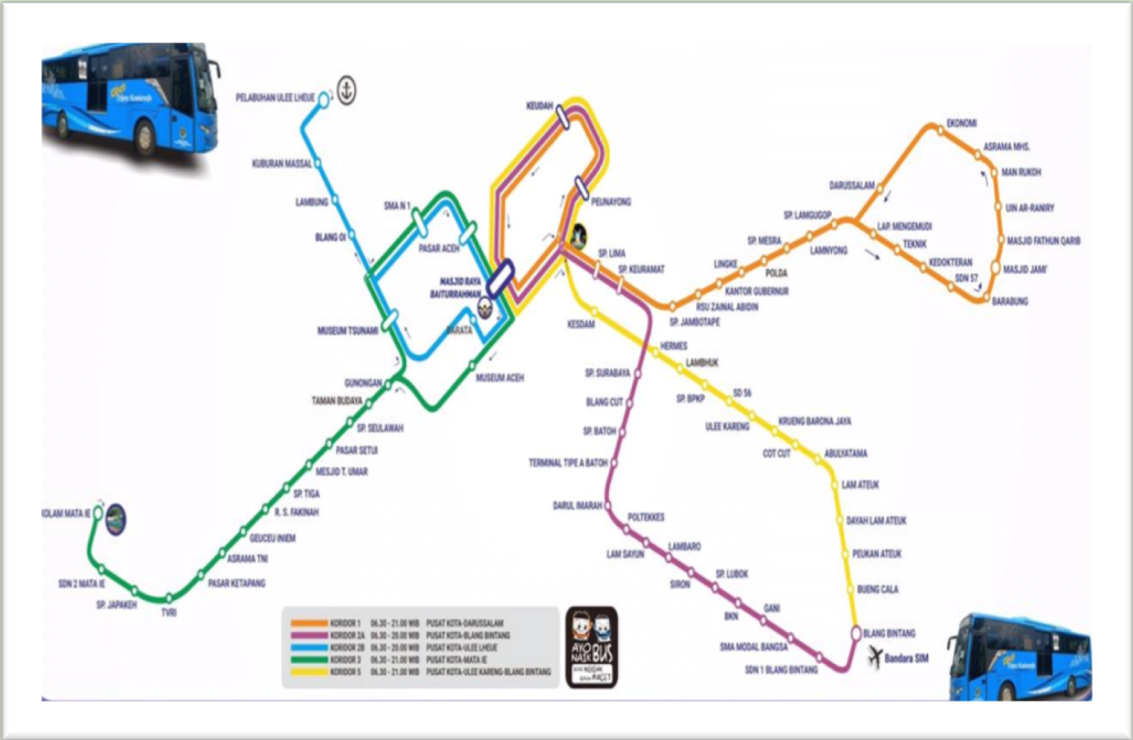 PELABUHAN ULEE LHEUE
KUBURAN MASSAL
LAMBUNG
BLANG OI
SMA N 1
PASAR ACEH
MASJID RAYA
BAITURRAHMAN
MUSEUM TSUNAMI
BARATA
MUSEUM ACEH
GUNONGAN
TAMAN BUDAYA
SP. SEULAWAH
PASAR SETUI
MESJID T. UMAR
SP. TIGA
R. S. FAKINAH
GEUCEU INIEM
ASRAMA TNI
PASAR KETAPANG
TVRI
SP. JAPAKEH
SDN 2 MATA IE
KOLAM MATA IE
KEUDAH
PEUNAYONG
SP. LIMA
SP. KEURAMAT
SP. JAMBOTAPE
RSU ZAINAL ABIDIN
KANTOR GUBERNUR
LINGKE
POLDA
SP. MESRA
LAMNYONG
SP. LAMGUGOP
DARUSSALAM
EKONOMI
ASRAMA MHS.
MAN RUKOH
UIN AR-RANIRY
MASJID FATHUN QARIB
MASJID JAMI'
BARABUNG
SDN 57
KEDOKTERAN
TEKNIK
LAP. MENGEMUDI
KESDAM
HERMES
LAMBHUK
SP. BPKP
SD 56
ULEE KARENG
KRUENG BARONA JAYA
COT CUT
ABULYATAMA
LAM ATEUK
DAYAH LAM ATEUK
PEUKAN ATEUK
BUENG CALA
BLANG BINTANG
Bandara SIM
SP. SURABAYA
BLANG CUT
SP. BATOH
TERMINAL TIPE A BATOH
DARUL IMARAH
POLTEKKES
LAM SAYUN
LAMBARO
SIRON
SP. LUBOK
BKN
GANI
SMA MODAL BANGSA
SDN 1 BLANG BINTANG
KORIDOR 1 06.30 - 21.00 WIB PUSAT KOTA-DARUSSALAM
KORIDOR 2A 06.30 - 20.00 WIB PUSAT KOTA-BLANG BINTANG
KORIDOR 2B 06.30 - 20.00 WIB PUSAT KOTA-ULEE LHEUE
KORIDOR 3 06.30 - 21.00 WIB PUSAT KOTA-MATA IE
KORIDOR 5 06.30 - 21.00 WIB PUSAT KOTA-ULEE KARENG-BLANG BINTANG
AYO
NAIK BUS